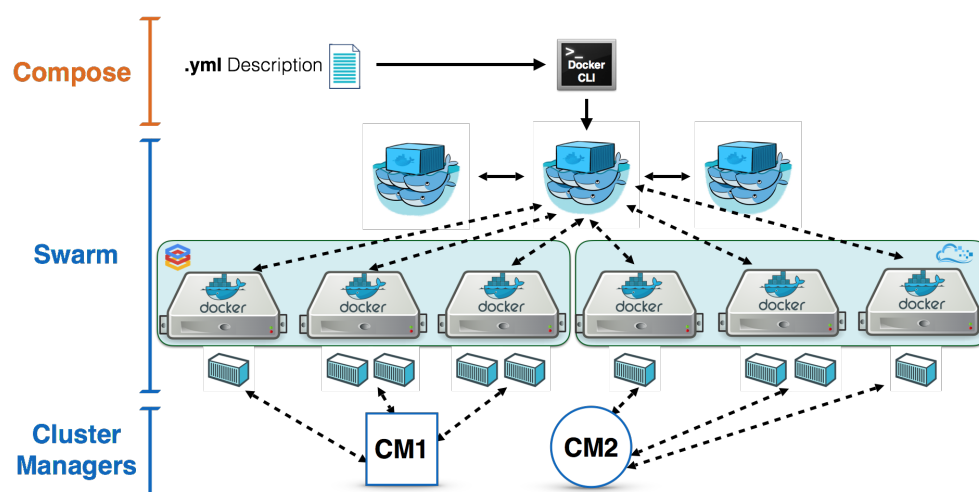 Compose
.yml Description
>_
Docker
CLI
Swarm
docker
docker
docker
docker
docker
docker
Cluster
Managers
CM1
CM2